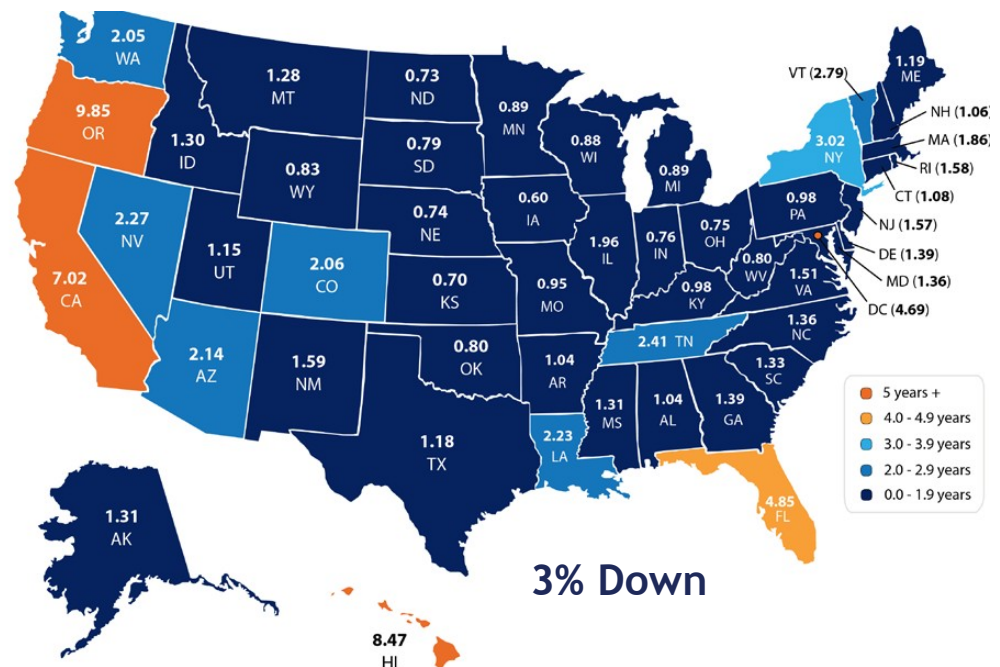 2.05
WA
9.85
OR
7.02
CA
2.27
NV
1.30
ID
1.28
MT
0.83
WY
1.15
UT
2.06
CO
2.14
AZ
1.59
NM
0.73
ND
0.79
SD
0.74
NE
0.70
KS
0.80
OK
1.18
TX
0.89
MN
0.60
IA
0.95
MO
1.04
AR
2.23
LA
0.88
WI
1.96
IL
0.89
MI
0.76
IN
0.75
OH
0.98
KY
2.41 TN
1.31
MS
1.04
AL
1.39
GA
4.85
FL
1.33
SC
1.36
NC
1.51
VA
0.80
WV
0.98
PA
3.02
NY
1.19
ME
VT (2.79)
NH (1.06)
MA (1.86)
RI (1.58)
CT (1.08)
NJ (1.57)
DE (1.39)
MD (1.36)
DC (4.69)
5 years +
4.0 - 4.9 years
3.0 - 3.9 years
2.0 - 2.9 years
0.0 - 1.9 years
1.31
AK
8.47
HI
3% Down